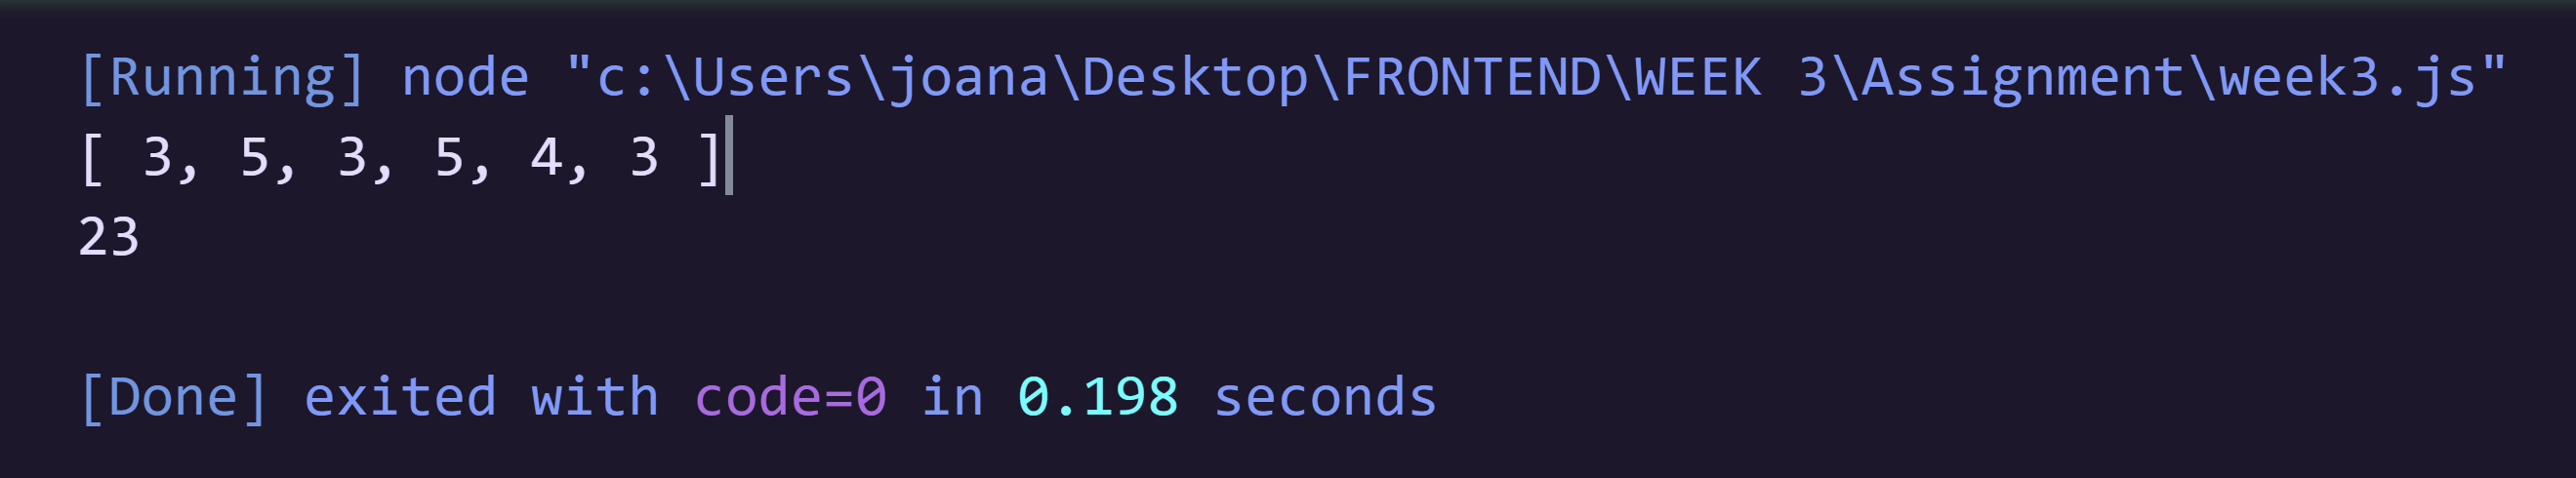 [Running] node "c:\Users\joana\Desktop\FRONTEND\WEEK 3\Assignment\week3.js"
[ 3, 5, 3, 5, 4, 3 ]
23
[Done] exited with code=0 in 0.198 seconds